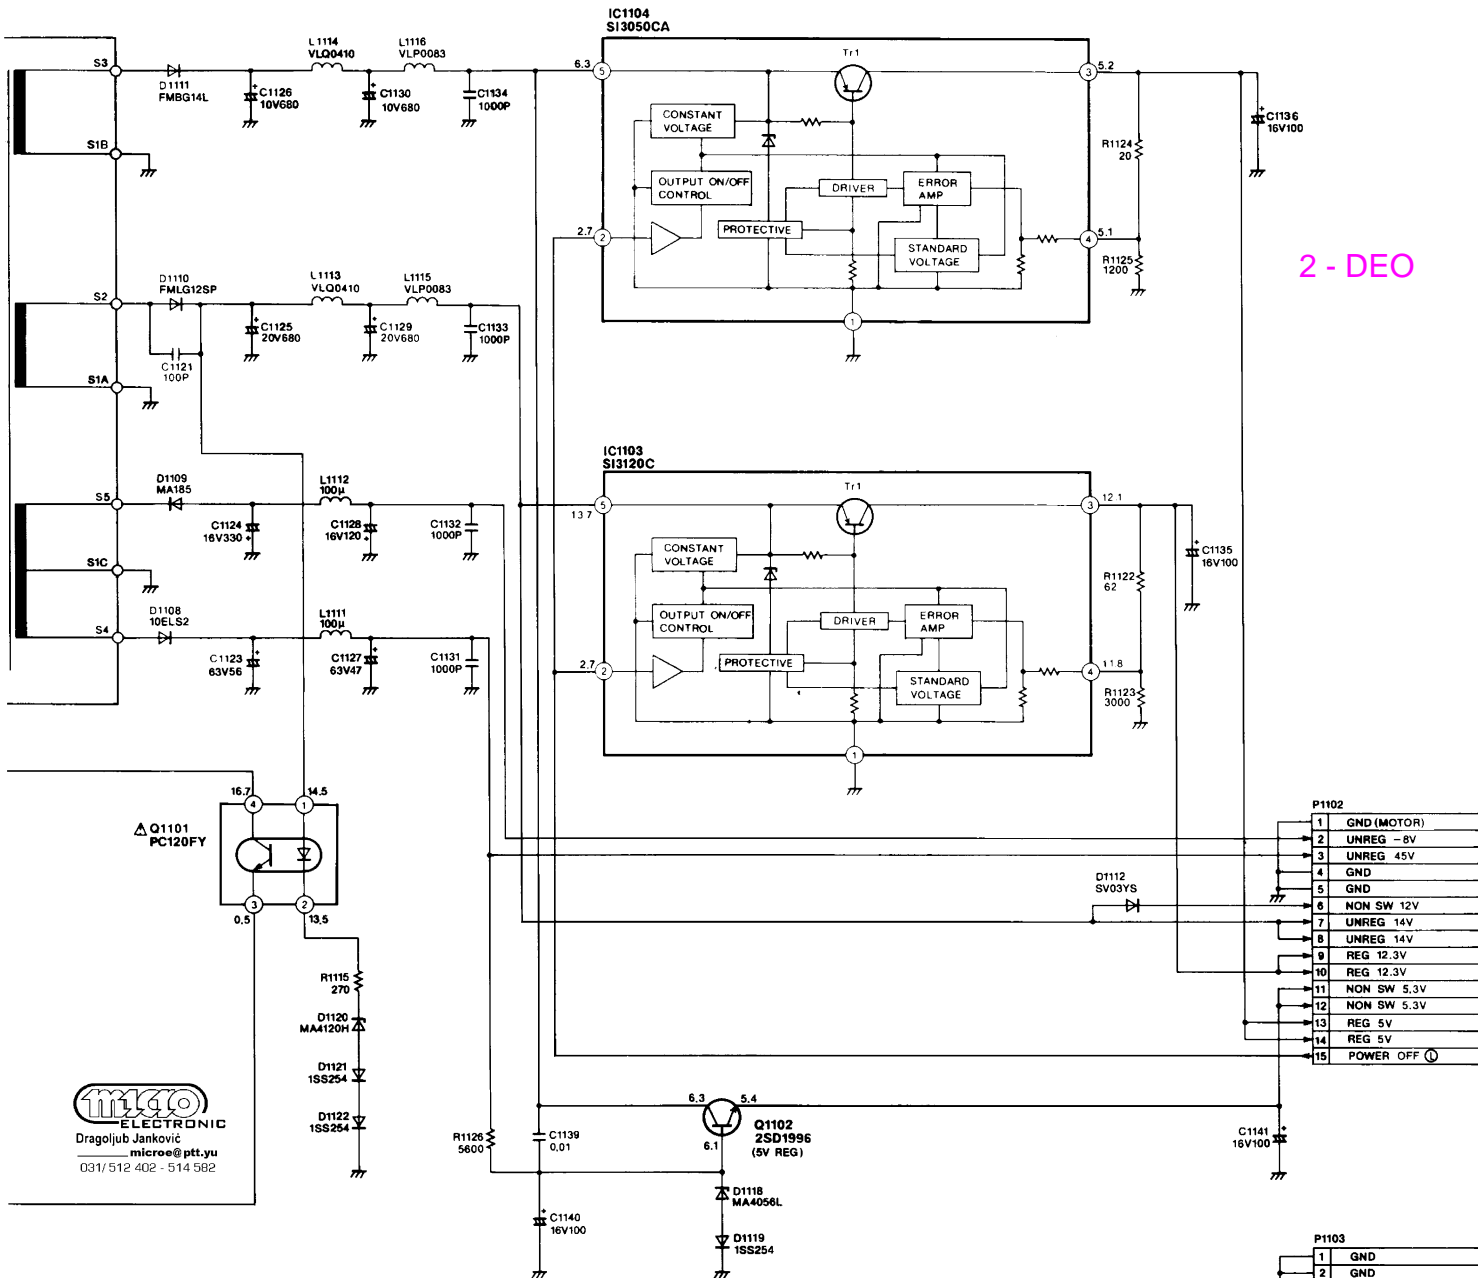 IC1104
SI3050CA
L1114
VLQ0410
L1116
VLP0083
S3
D1111
FMBG14L
C1126
10V680
C1130
10V680
C1134
1000P
S1B
6.3
5
Tr1
3
5.2
CONSTANT
VOLTAGE
OUTPUT ON/OFF
CONTROL
DRIVER
ERROR
AMP
PROTECTIVE
STANDARD
VOLTAGE
2.7
2
4
5.1
1
R1124
20
R1125
1200
C1136
16V100
2 - DEO
D1110
FMLG12SP
L1113
VLQ0410
L1115
VLP0083
S2
C1125
20V680
C1129
20V680
C1133
1000P
C1121
100P
S1A
IC1103
SI3120C
D1109
MA185
L1112
100μ
S5
C1124
16V330
C1128
16V120
C1132
1000P
S1C
D1108
10ELS2
L1111
100μ
S4
C1123
63V56
C1127
63V47
C1131
1000P
5
13.7
Tr1
3
12.1
CONSTANT
VOLTAGE
OUTPUT ON/OFF
CONTROL
DRIVER
ERROR
AMP
PROTECTIVE
STANDARD
VOLTAGE
2.7
2
4
11.8
1
R1122
62
R1123
3000
C1135
16V100
16.7
4
1
14.5
Q1101
PC120FY
3
0.5
2
13.5
R1115
270
D1120
MA4120H
D1121
1SS254
D1122
1SS254
D1112
SV03YS
P1102
1 GND (MOTOR)
2 UNREG -8V
3 UNREG 45V
4 GND
5 GND
6 NON SW 12V
7 UNREG 14V
8 UNREG 14V
9 REG 12.3V
10 REG 12.3V
11 NON SW 5.3V
12 NON SW 5.3V
13 REG 5V
14 REG 5V
15 POWER OFF Ⓛ
micro
ELECTRONIC
Dragoljub Janković
microe@ptt.yu
031/ 512 402 - 514 582
R1126
5600
C1139
0.01
6.3
5.4
6.1
Q1102
2SD1996
(5V REG)
C1141
16V100
C1140
16V100
D1118
MA4056L
D1119
1SS254
P1103
1 GND
2 GND